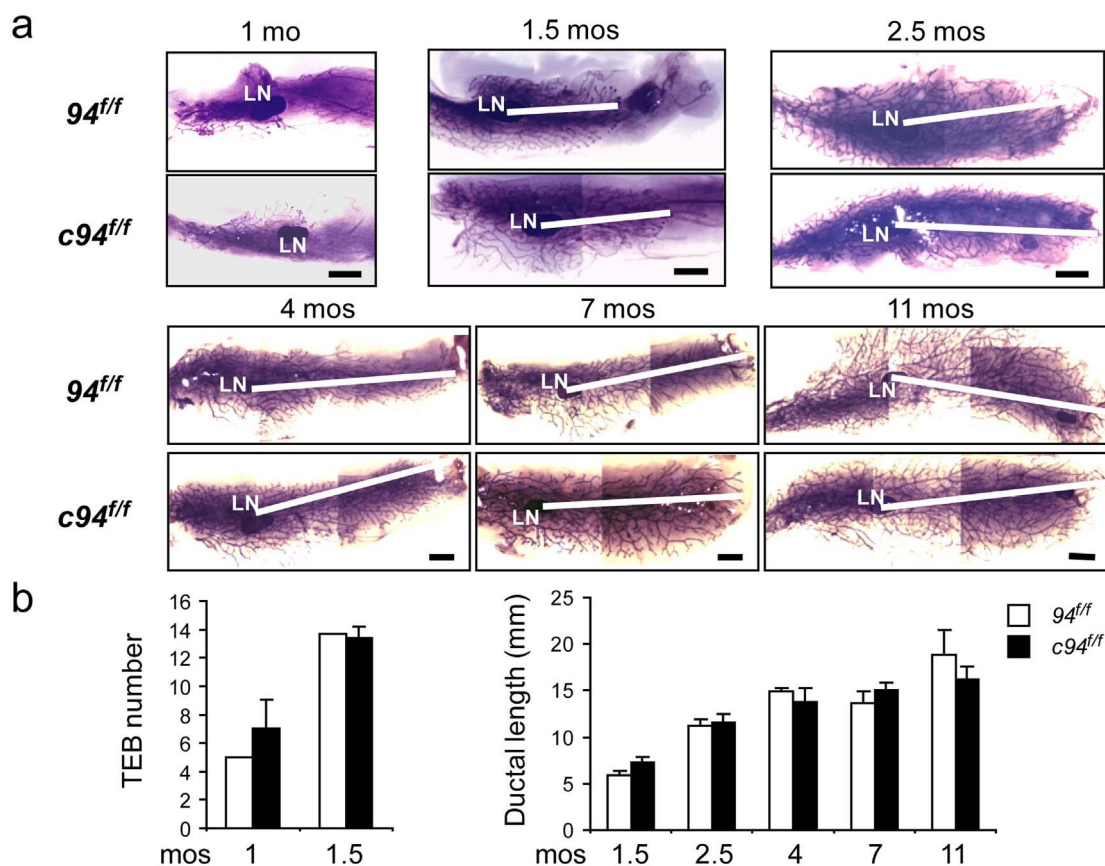 a
1 mo 1.5 mos 2.5 mos
94f/f LN LN LN
c94f/f LN LN LN
4 mos 7 mos 11 mos
94f/f LN LN LN
c94f/f LN LN LN
b
TEB number
16
14
12
10
8
6
4
2
0
mos 1 1.5
Ductal length (mm)
25
20
15
10
5
0
mos 1.5 2.5 4 7 11
94f/f
c94f/f